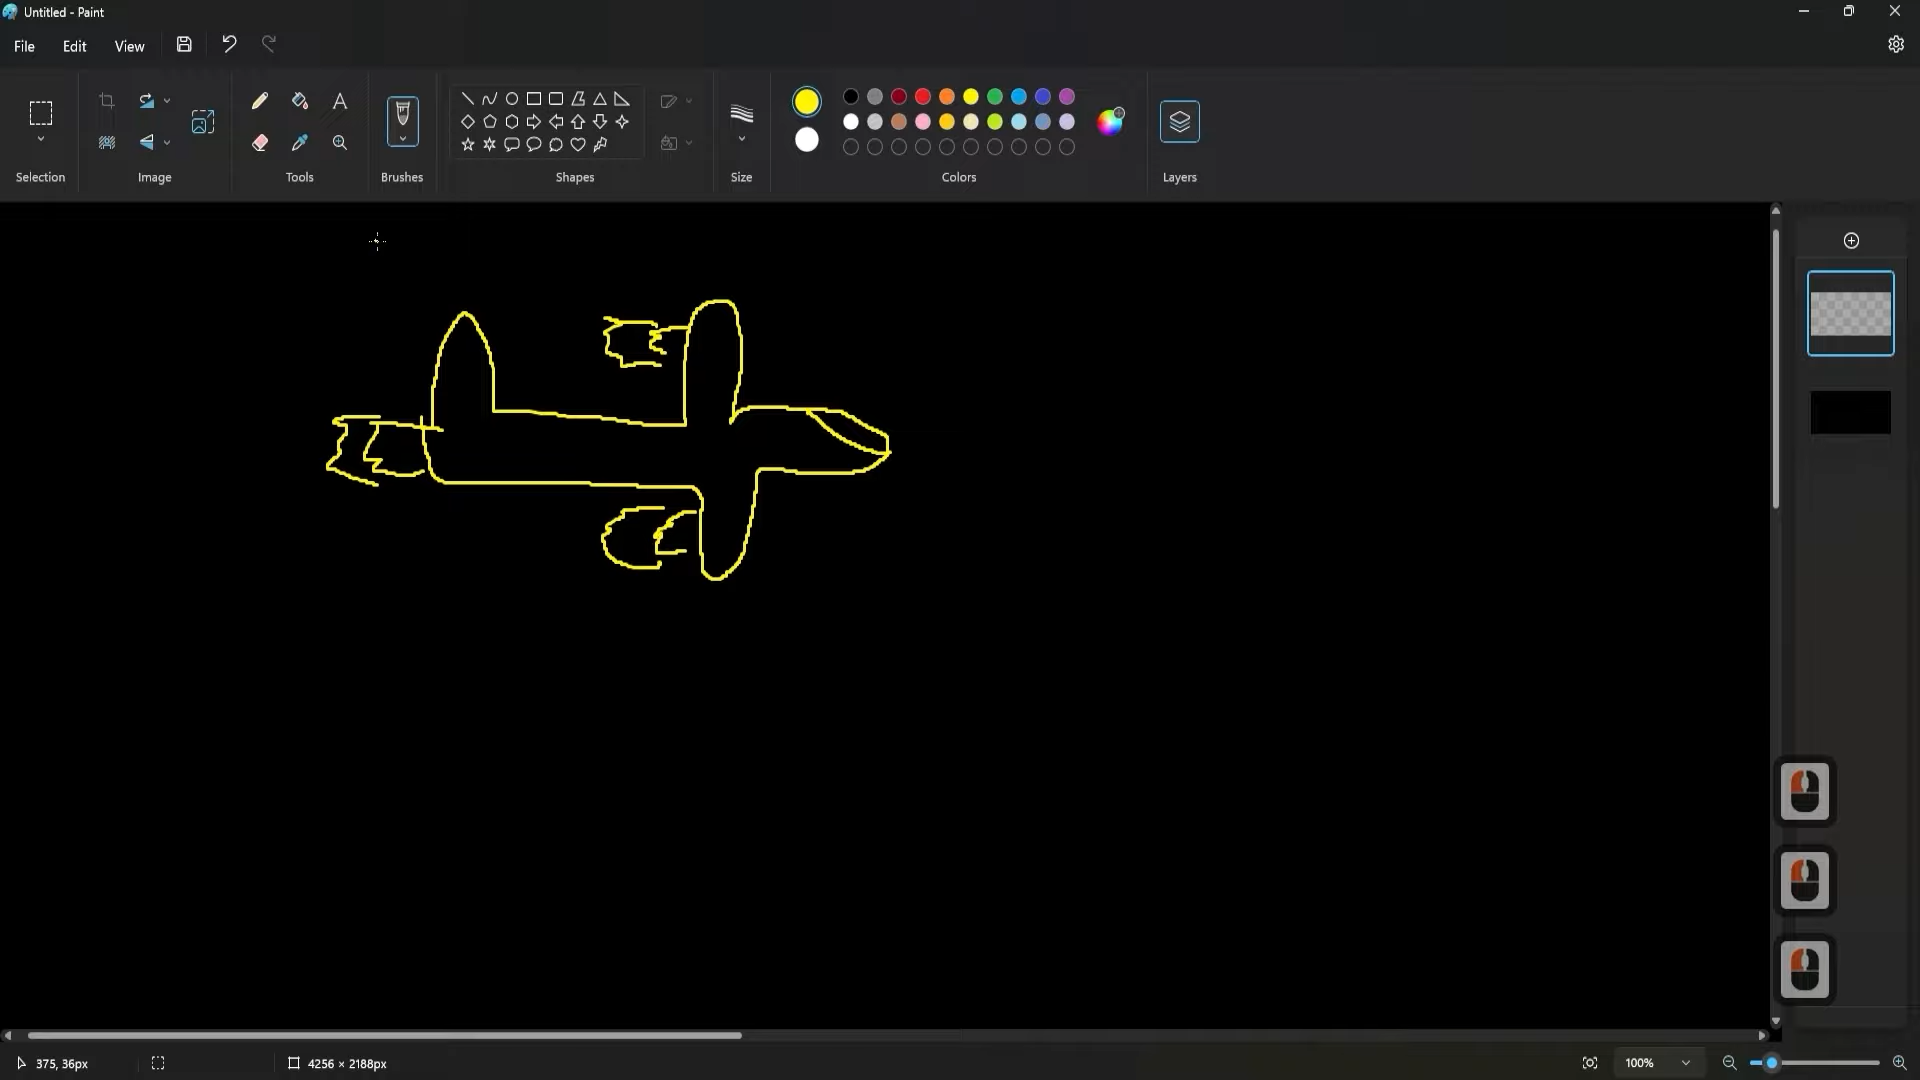 Untitled - Paint
File Edit View
Selection Image Tools Brushes Shapes Size Colors Layers
375, 36px 4256 × 2188px 100%